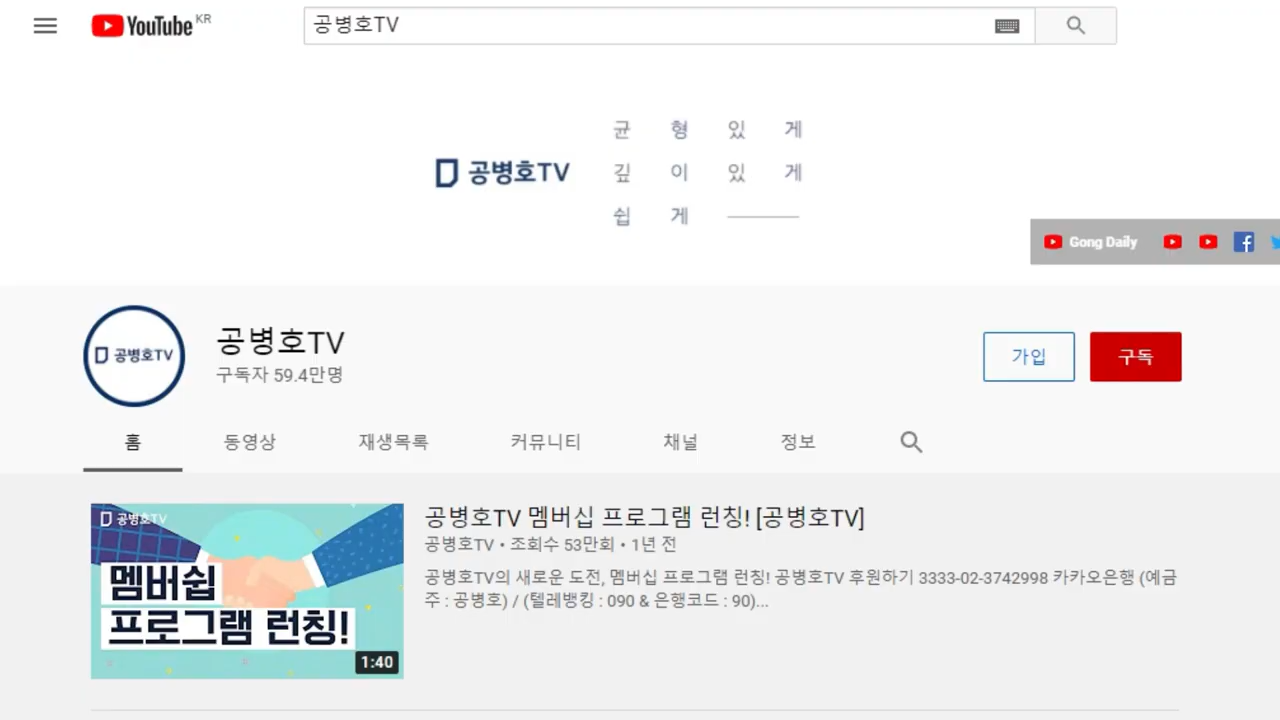 YouTube KR
공병호TV
균 형 있 게
공병호TV
깊 이 있 게
쉽 게
Gong Daily
공병호TV
공병호TV
구독자 59.4만명
가입
구독
홈 동영상 재생목록 커뮤니티 채널 정보
공병호TV
멤버쉽
프로그램 런칭!
1:40
공병호TV 멤버십 프로그램 런칭! [공병호TV]
공병호TV • 조회수 53만회 • 1년 전
공병호TV의 새로운 도전, 멤버십 프로그램 런칭! 공병호TV 후원하기 3333-02-3742998 카카오은행 (예금
주 : 공병호) / (텔레뱅킹 : 090 & 은행코드 : 90)...